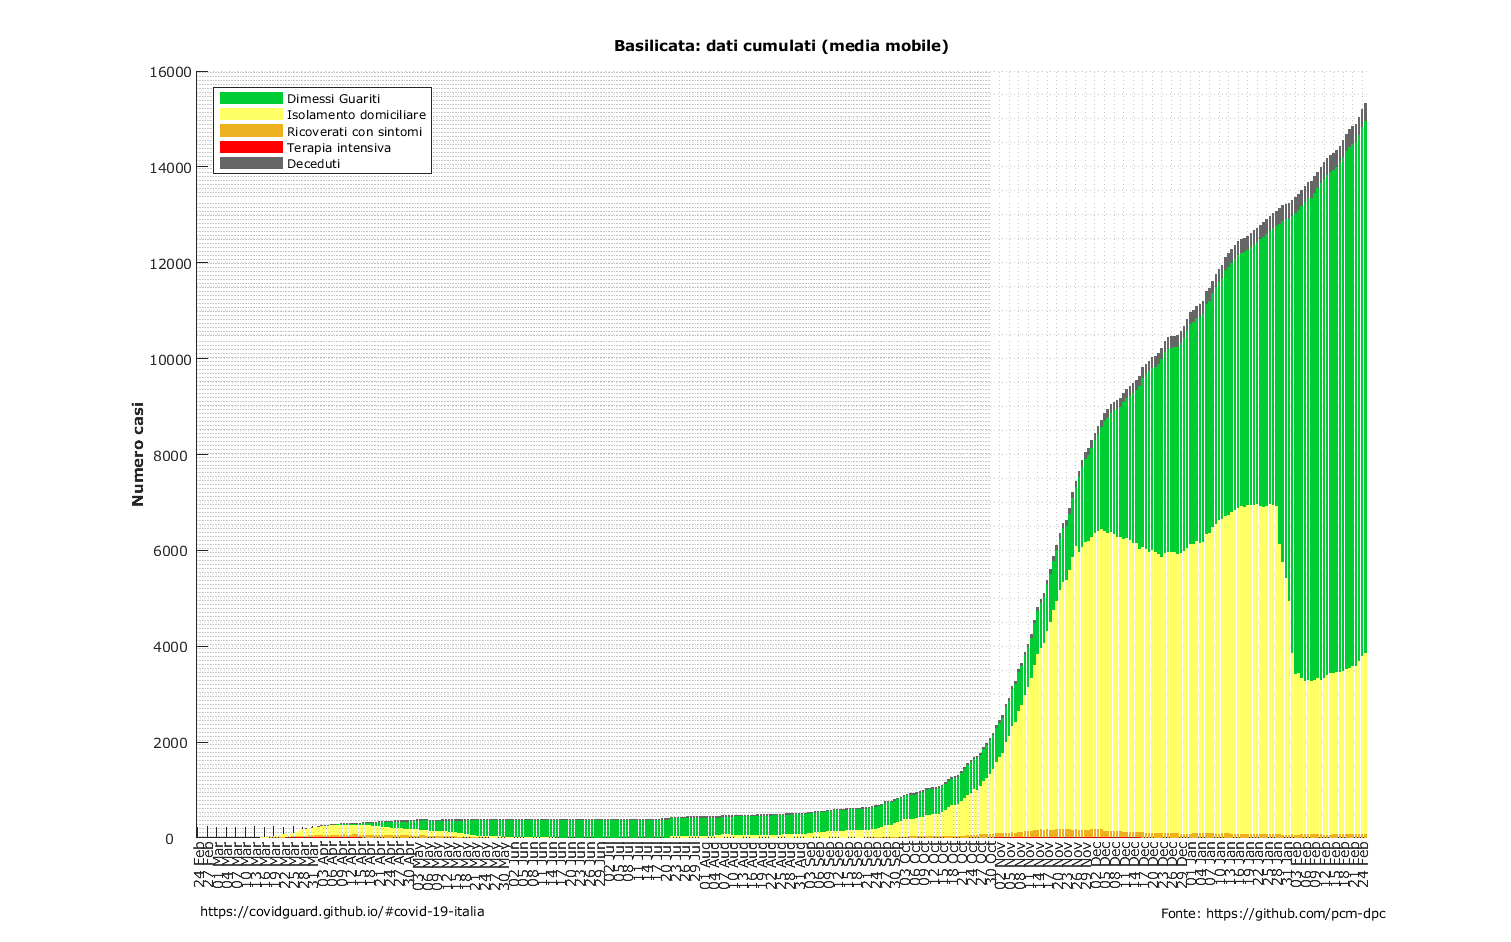 Basilicata: dati cumulati (media mobile)
16000
14000
12000
10000
8000
6000
4000
2000
0
Numero casi
Dimessi Guariti
Isolamento domiciliare
Ricoverati con sintomi
Terapia intensiva
Deceduti
24 Feb
27 Feb
01 Mar
04 Mar
07 Mar
10 Mar
13 Mar
16 Mar
19 Mar
22 Mar
25 Mar
28 Mar
31 Mar
03 Apr
06 Apr
09 Apr
12 Apr
15 Apr
18 Apr
21 Apr
24 Apr
27 Apr
30 Apr
03 May
06 May
09 May
12 May
15 May
18 May
21 May
24 May
27 May
30 May
02 Jun
05 Jun
08 Jun
11 Jun
14 Jun
17 Jun
20 Jun
23 Jun
26 Jun
29 Jun
02 Jul
05 Jul
08 Jul
11 Jul
14 Jul
17 Jul
20 Jul
23 Jul
26 Jul
29 Jul
01 Aug
04 Aug
07 Aug
10 Aug
13 Aug
16 Aug
19 Aug
22 Aug
25 Aug
28 Aug
31 Aug
03 Sep
06 Sep
09 Sep
12 Sep
15 Sep
18 Sep
21 Sep
24 Sep
27 Sep
30 Sep
03 Oct
06 Oct
09 Oct
12 Oct
15 Oct
18 Oct
21 Oct
24 Oct
27 Oct
30 Oct
02 Nov
05 Nov
08 Nov
11 Nov
14 Nov
17 Nov
20 Nov
23 Nov
26 Nov
29 Nov
02 Dec
05 Dec
08 Dec
11 Dec
14 Dec
17 Dec
20 Dec
23 Dec
26 Dec
29 Dec
01 Jan
04 Jan
07 Jan
10 Jan
13 Jan
16 Jan
19 Jan
22 Jan
25 Jan
28 Jan
31 Jan
03 Feb
06 Feb
09 Feb
12 Feb
15 Feb
18 Feb
21 Feb
24 Feb
https://covidguard.github.io/#covid-19-italia
Fonte: https://github.com/pcm-dpc